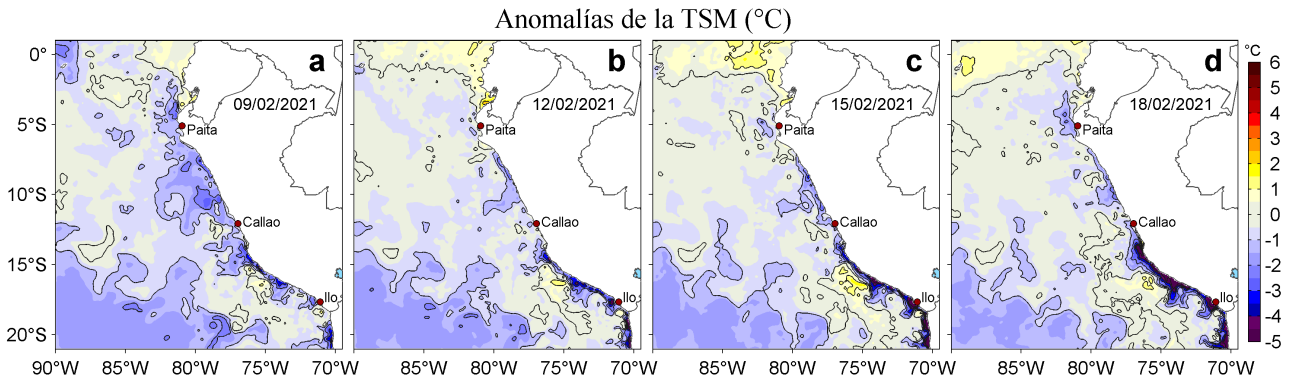 Anomalías de la TSM (°C)
a b c d
09/02/2021 12/02/2021 15/02/2021 18/02/2021
Paita Paita Paita Paita
Callao Callao Callao Callao
Ilo Ilo Ilo Ilo
0°
5°S
10°S
15°S
20°S
90°W 85°W 80°W 75°W 70°W 85°W 80°W 75°W 70°W 85°W 80°W 75°W 70°W 85°W 80°W 75°W 70°W
°C
6
5
4
3
2
1
0
-1
-2
-3
-4
-5